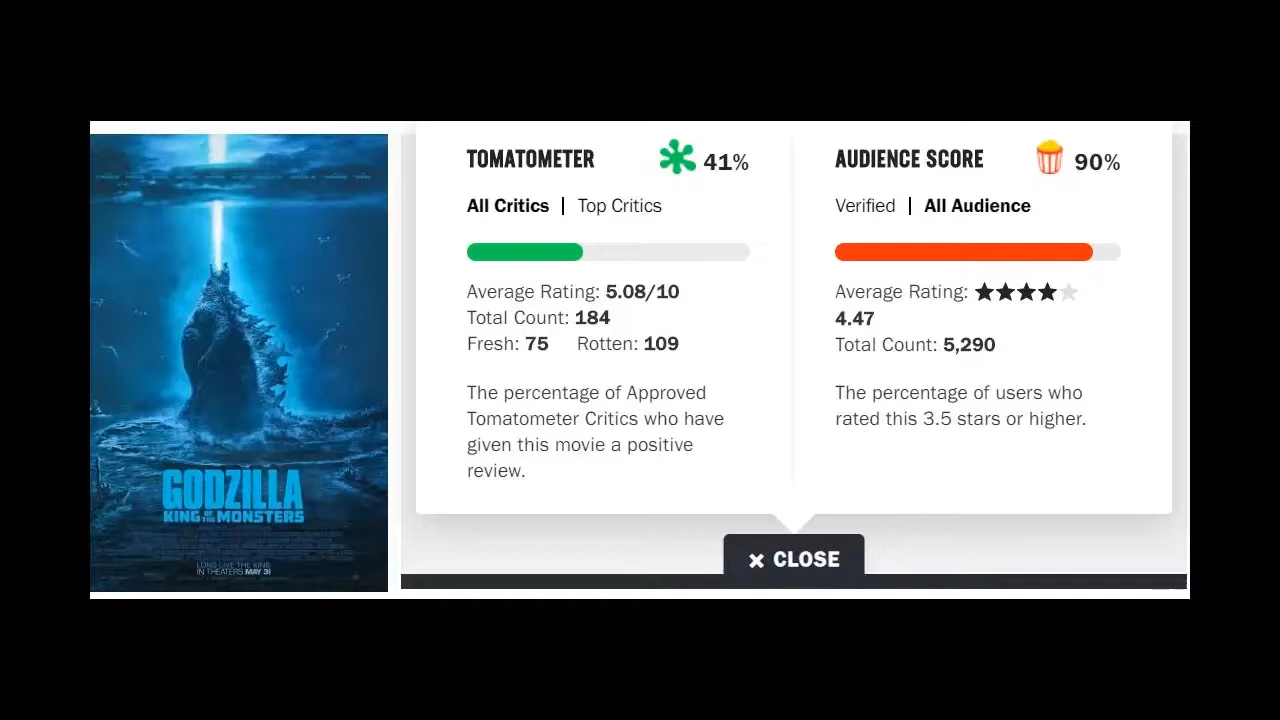 GODZILLA
KING OF THE MONSTERS
LONG LIVE THE KING
IN THEATERS MAY 31
TOMATOMETER
41%
All Critics | Top Critics
Average Rating: 5.08/10
Total Count: 184
Fresh: 75 Rotten: 109
The percentage of Approved
Tomatometer Critics who have
given this movie a positive
review.
AUDIENCE SCORE
90%
Verified | All Audience
Average Rating:
4.47
Total Count: 5,290
The percentage of users who
rated this 3.5 stars or higher.
× CLOSE